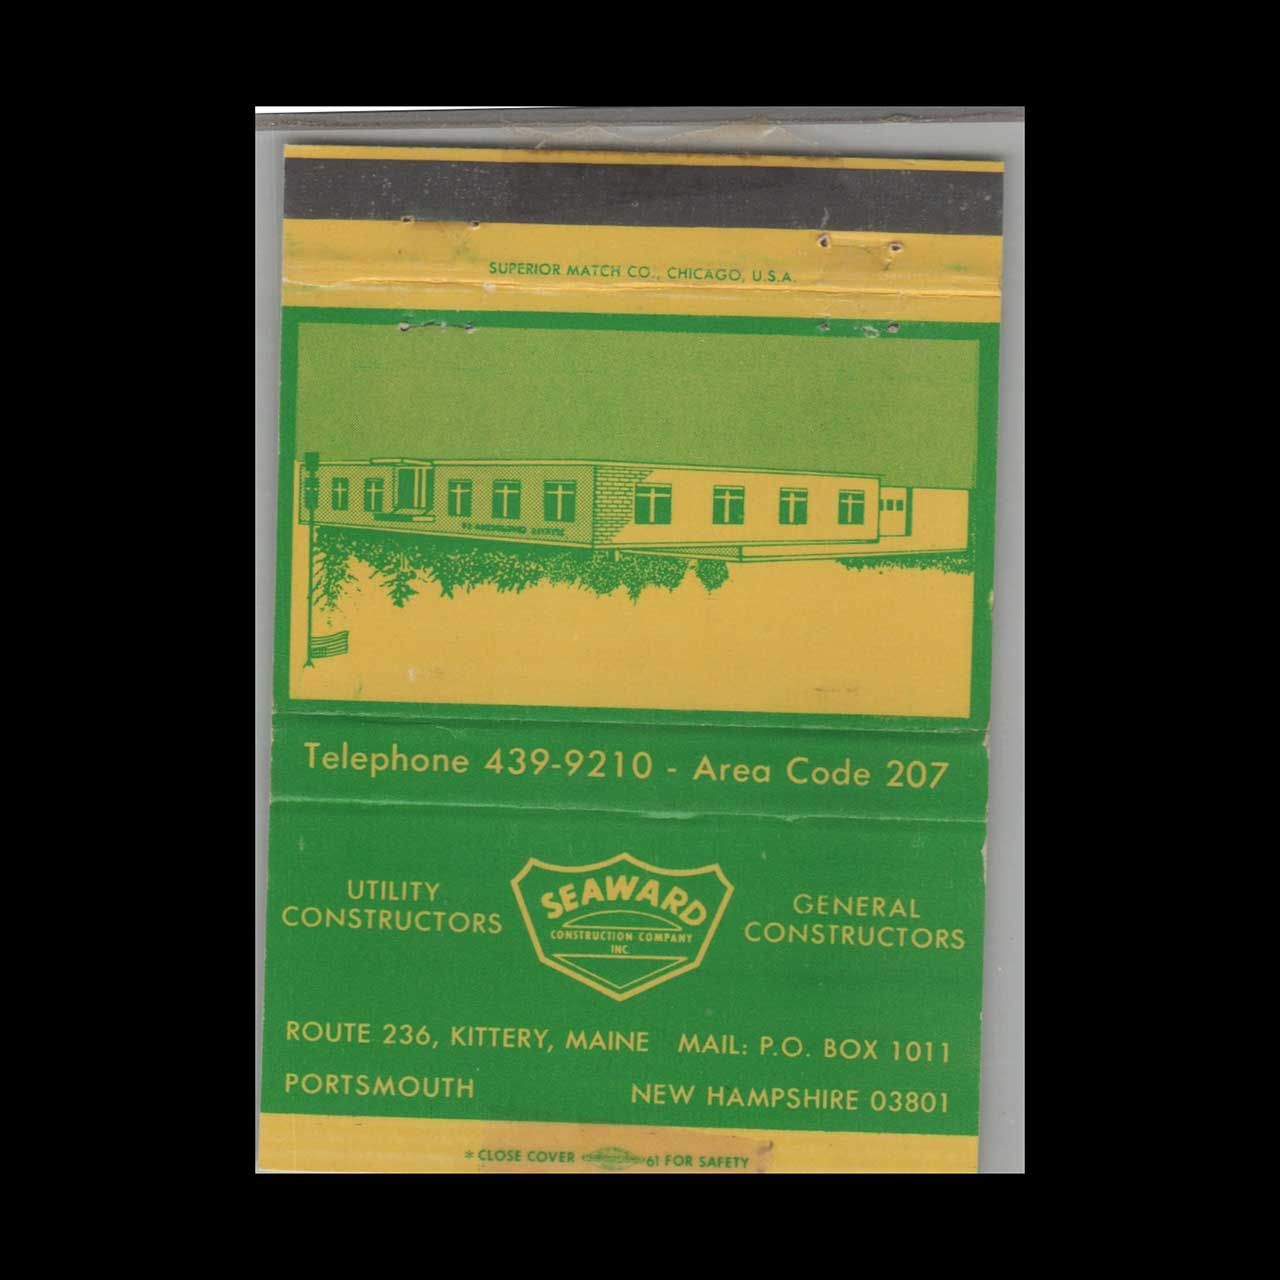 SUPERIOR MATCH CO., CHICAGO, U.S.A.
Telephone 439-9210 - Area Code 207
UTILITY
CONSTRUCTORS
SEAWARD
CONSTRUCTION COMPANY
INC.
GENERAL
CONSTRUCTORS
ROUTE 236, KITTERY, MAINE MAIL: P.O. BOX 1011
PORTSMOUTH NEW HAMPSHIRE 03801
*CLOSE COVER 61 FOR SAFETY